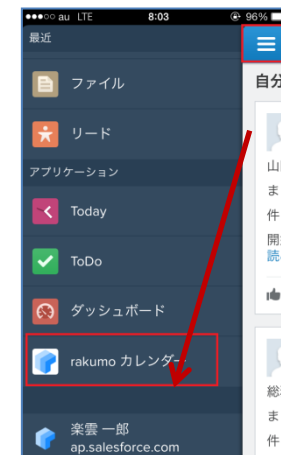 ●●●○○ au LTE 8:03 96%
最近
ファイル
リード
アプリケーション
Today
ToDo
ダッシュボード
rakumo カレンダー
楽雲 一郎
ap.salesforce.com
自分
山
ま
件
開
読
総
ま
件